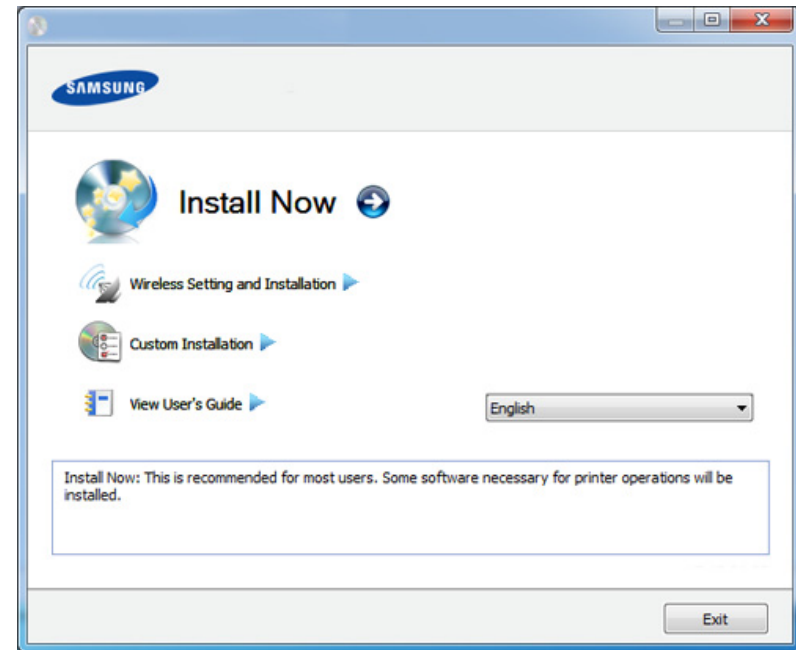 SAMSUNG
Install Now
Wireless Setting and Installation
Custom Installation
View User's Guide
English
Install Now: This is recommended for most users. Some software necessary for printer operations will be
installed.
Exit